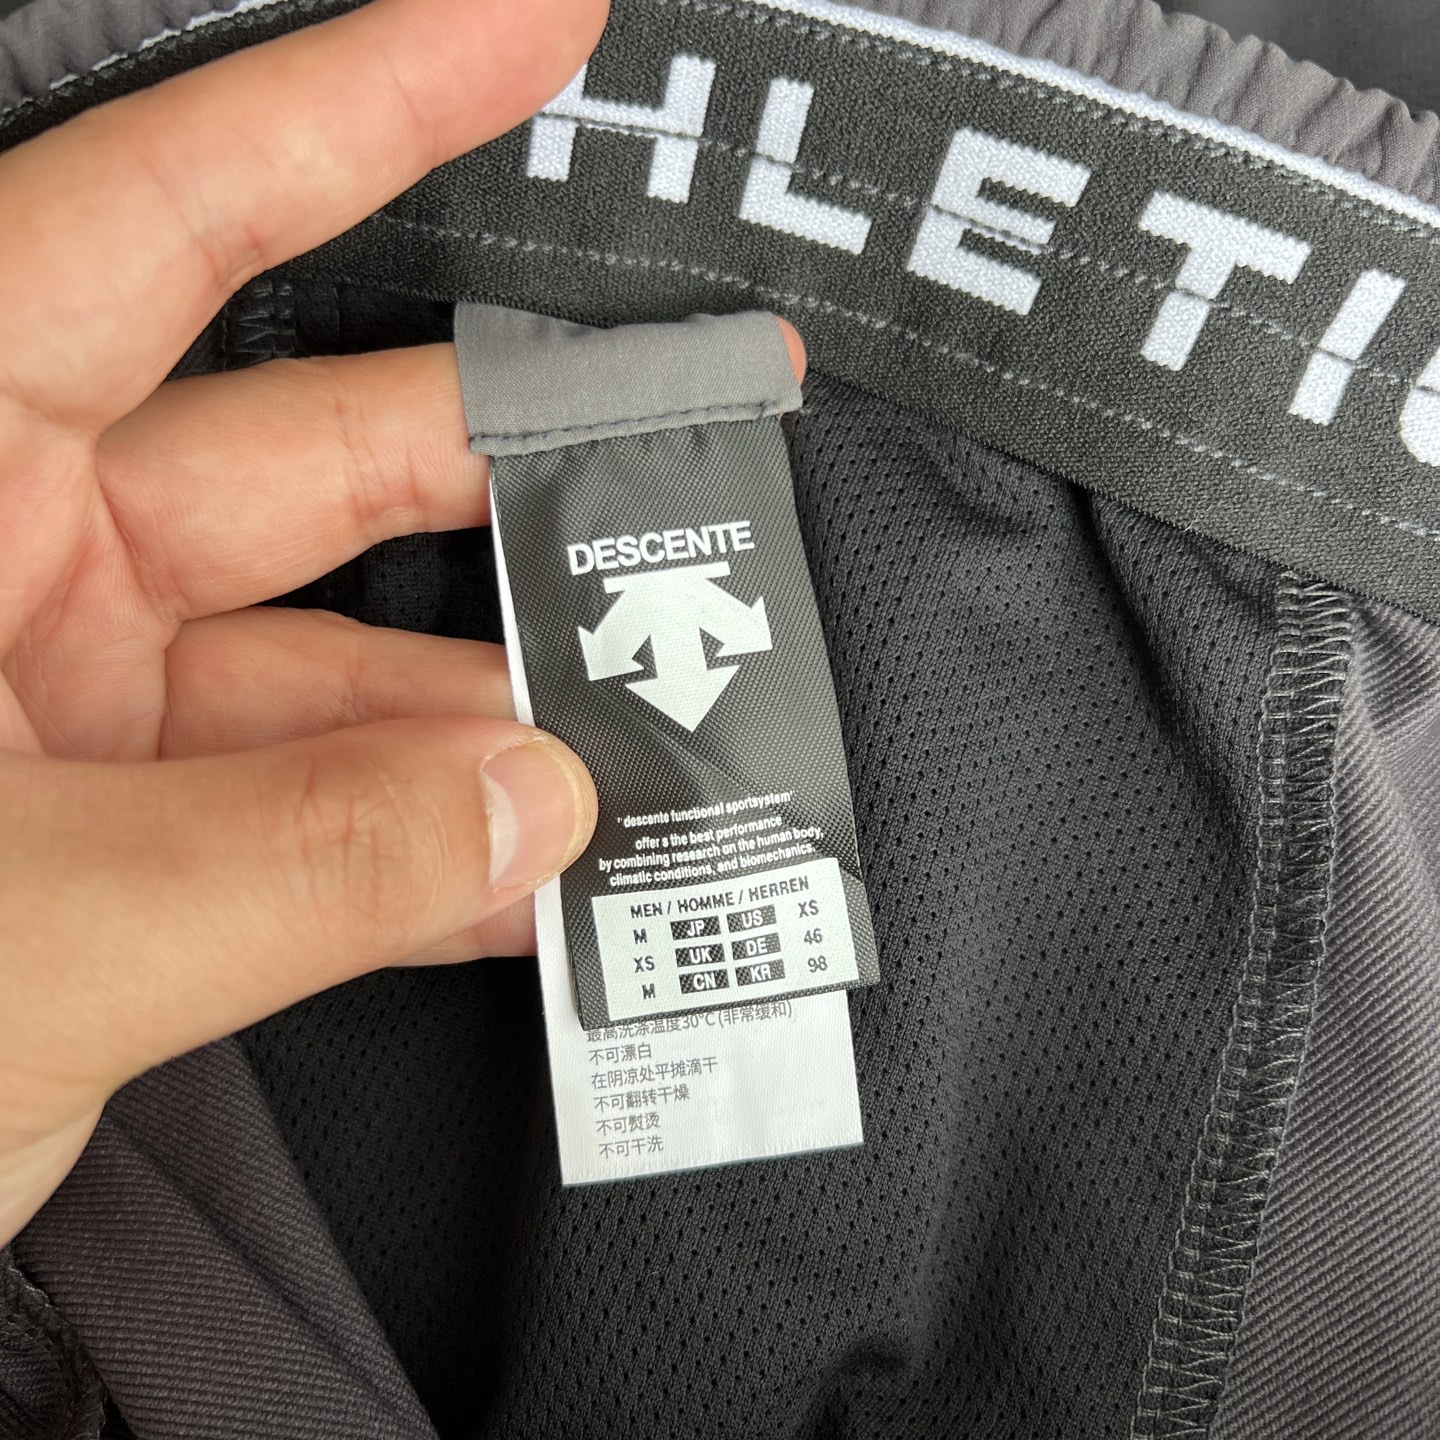 HLETI
DESCENTE
"descente functional sportsystem"
offer s the best performance
by combining research on the human body,
climatic conditions, and biomechanics.
MEN / HOMME / HERREN
M JP US XS
XS UK DE 46
M CN KR 98
最高洗涤温度30℃(非常缓和)
不可漂白
在阴凉处平摊滴干
不可翻转干燥
不可熨烫
不可干洗